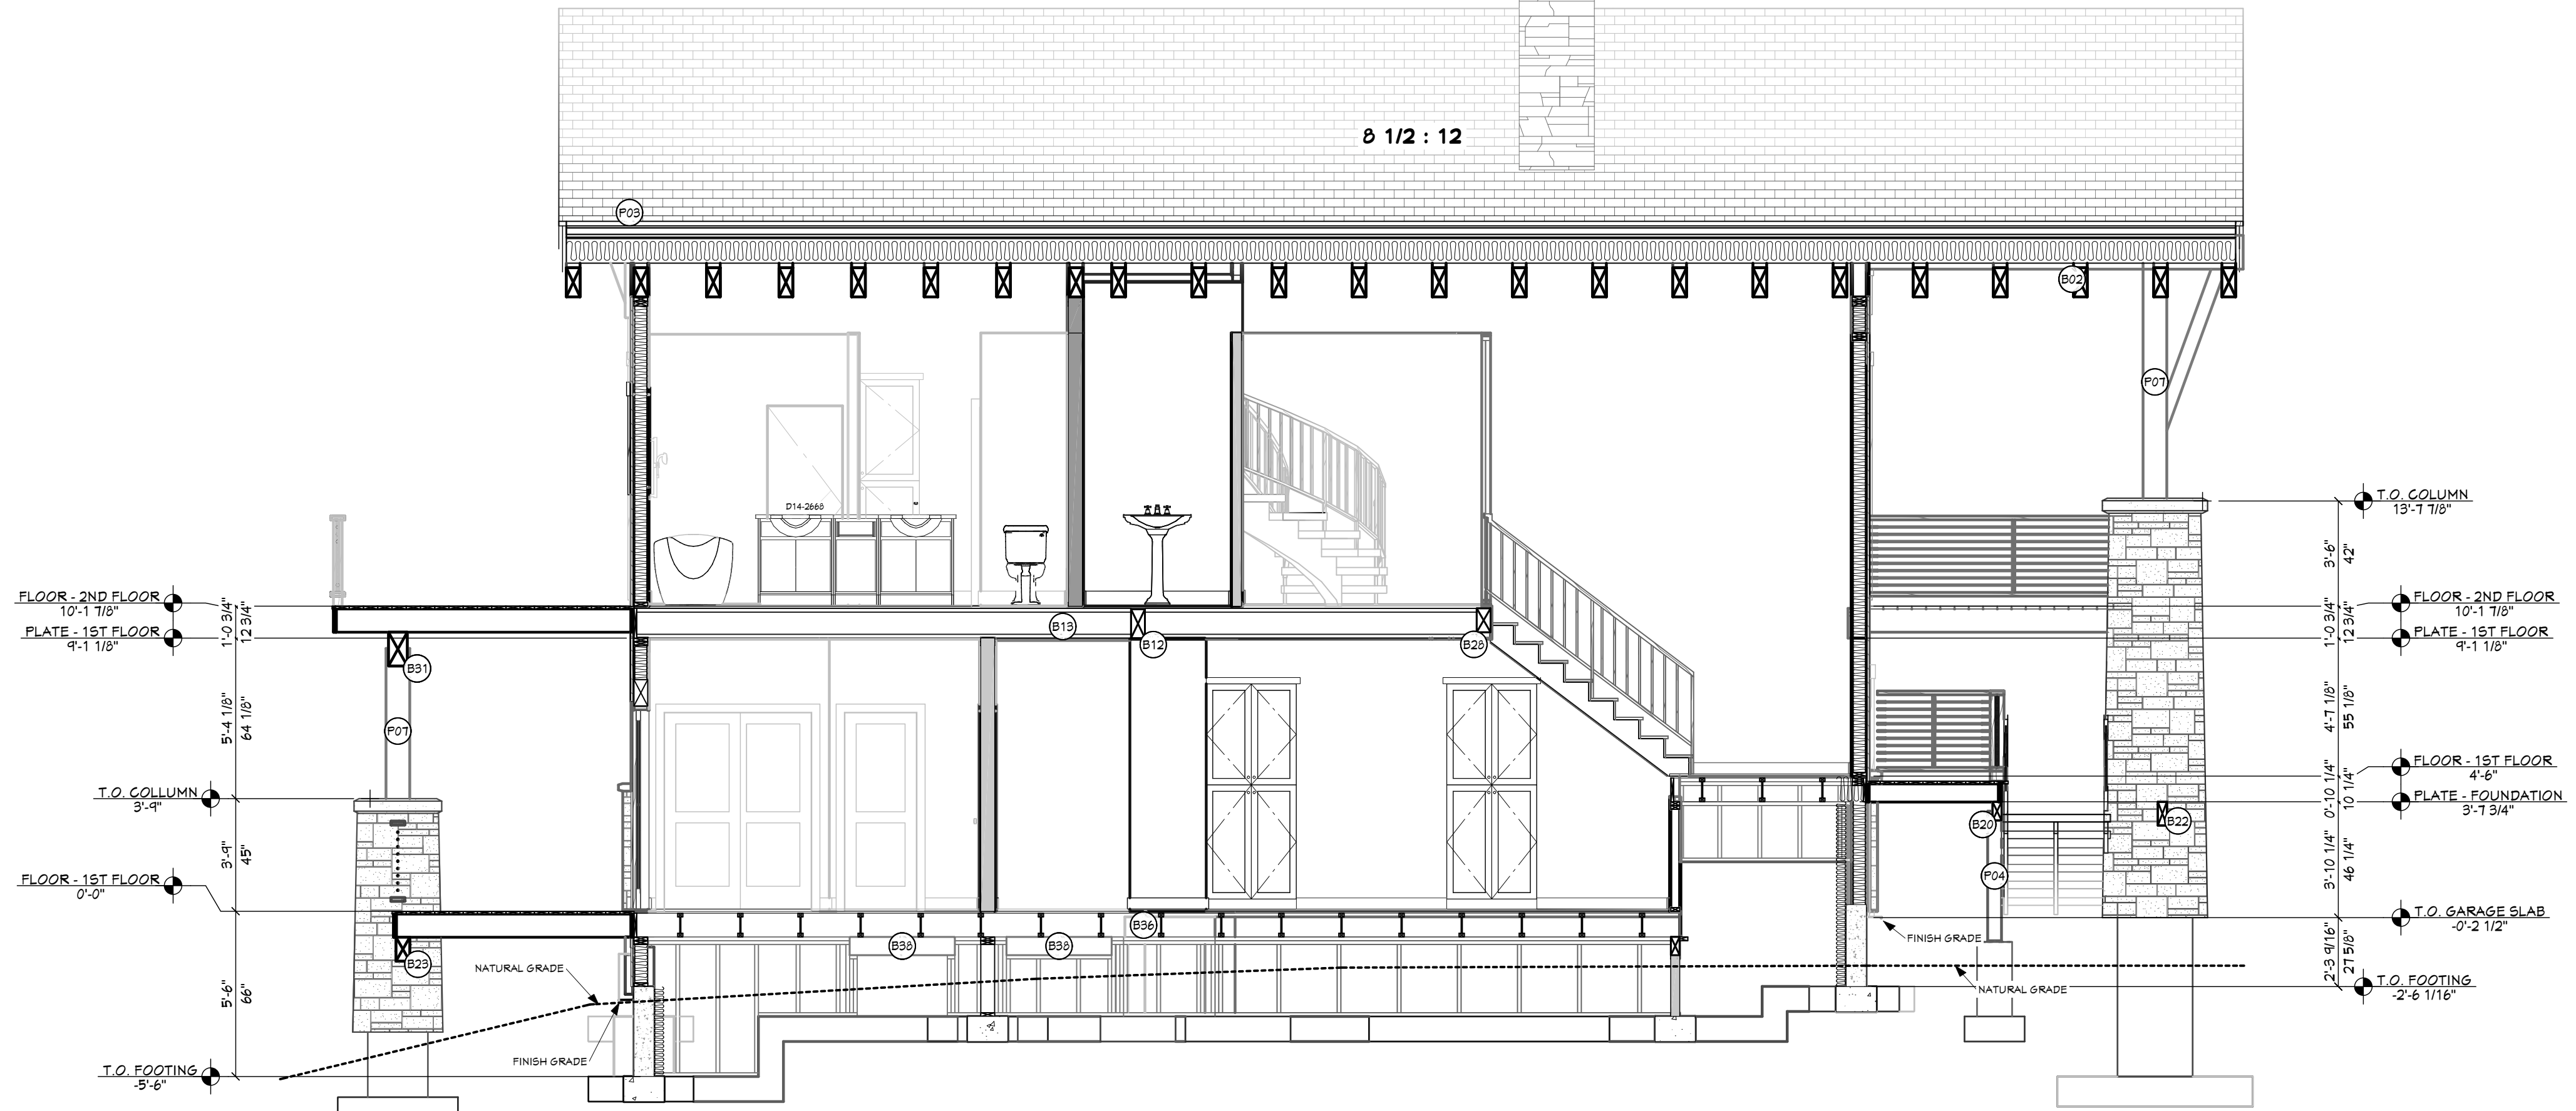 8 1/2 : 12
P03
B02
P07
D14-2668
T.O. COLUMN
13'-7 7/8"
3'-6"
42"
FLOOR - 2ND FLOOR
10'-1 7/8"
PLATE - 1ST FLOOR
9'-1 1/8"
1'-0 3/4"
12 3/4"
B13
B12
B28
FLOOR - 2ND FLOOR
10'-1 7/8"
PLATE - 1ST FLOOR
9'-1 1/8"
1'-0 3/4"
12 3/4"
B31
P07
5'-4 1/8"
64 1/8"
4'-7 1/8"
55 1/8"
T.O. COLLUMN
3'-9"
FLOOR - 1ST FLOOR
4'-6"
PLATE - FOUNDATION
3'-7 3/4"
0'-10 1/4"
10 1/4"
B20
B22
P04
3'-9"
45"
3'-10 1/4"
46 1/4"
FLOOR - 1ST FLOOR
0'-0"
T.O. GARAGE SLAB
-0'-2 1/2"
B36
B38
B38
B23
FINISH GRADE
NATURAL GRADE
NATURAL GRADE
5'-6"
66"
2'-3 9/16"
27 5/8"
T.O. FOOTING
-2'-6 1/16"
FINISH GRADE
T.O. FOOTING
-5'-6"